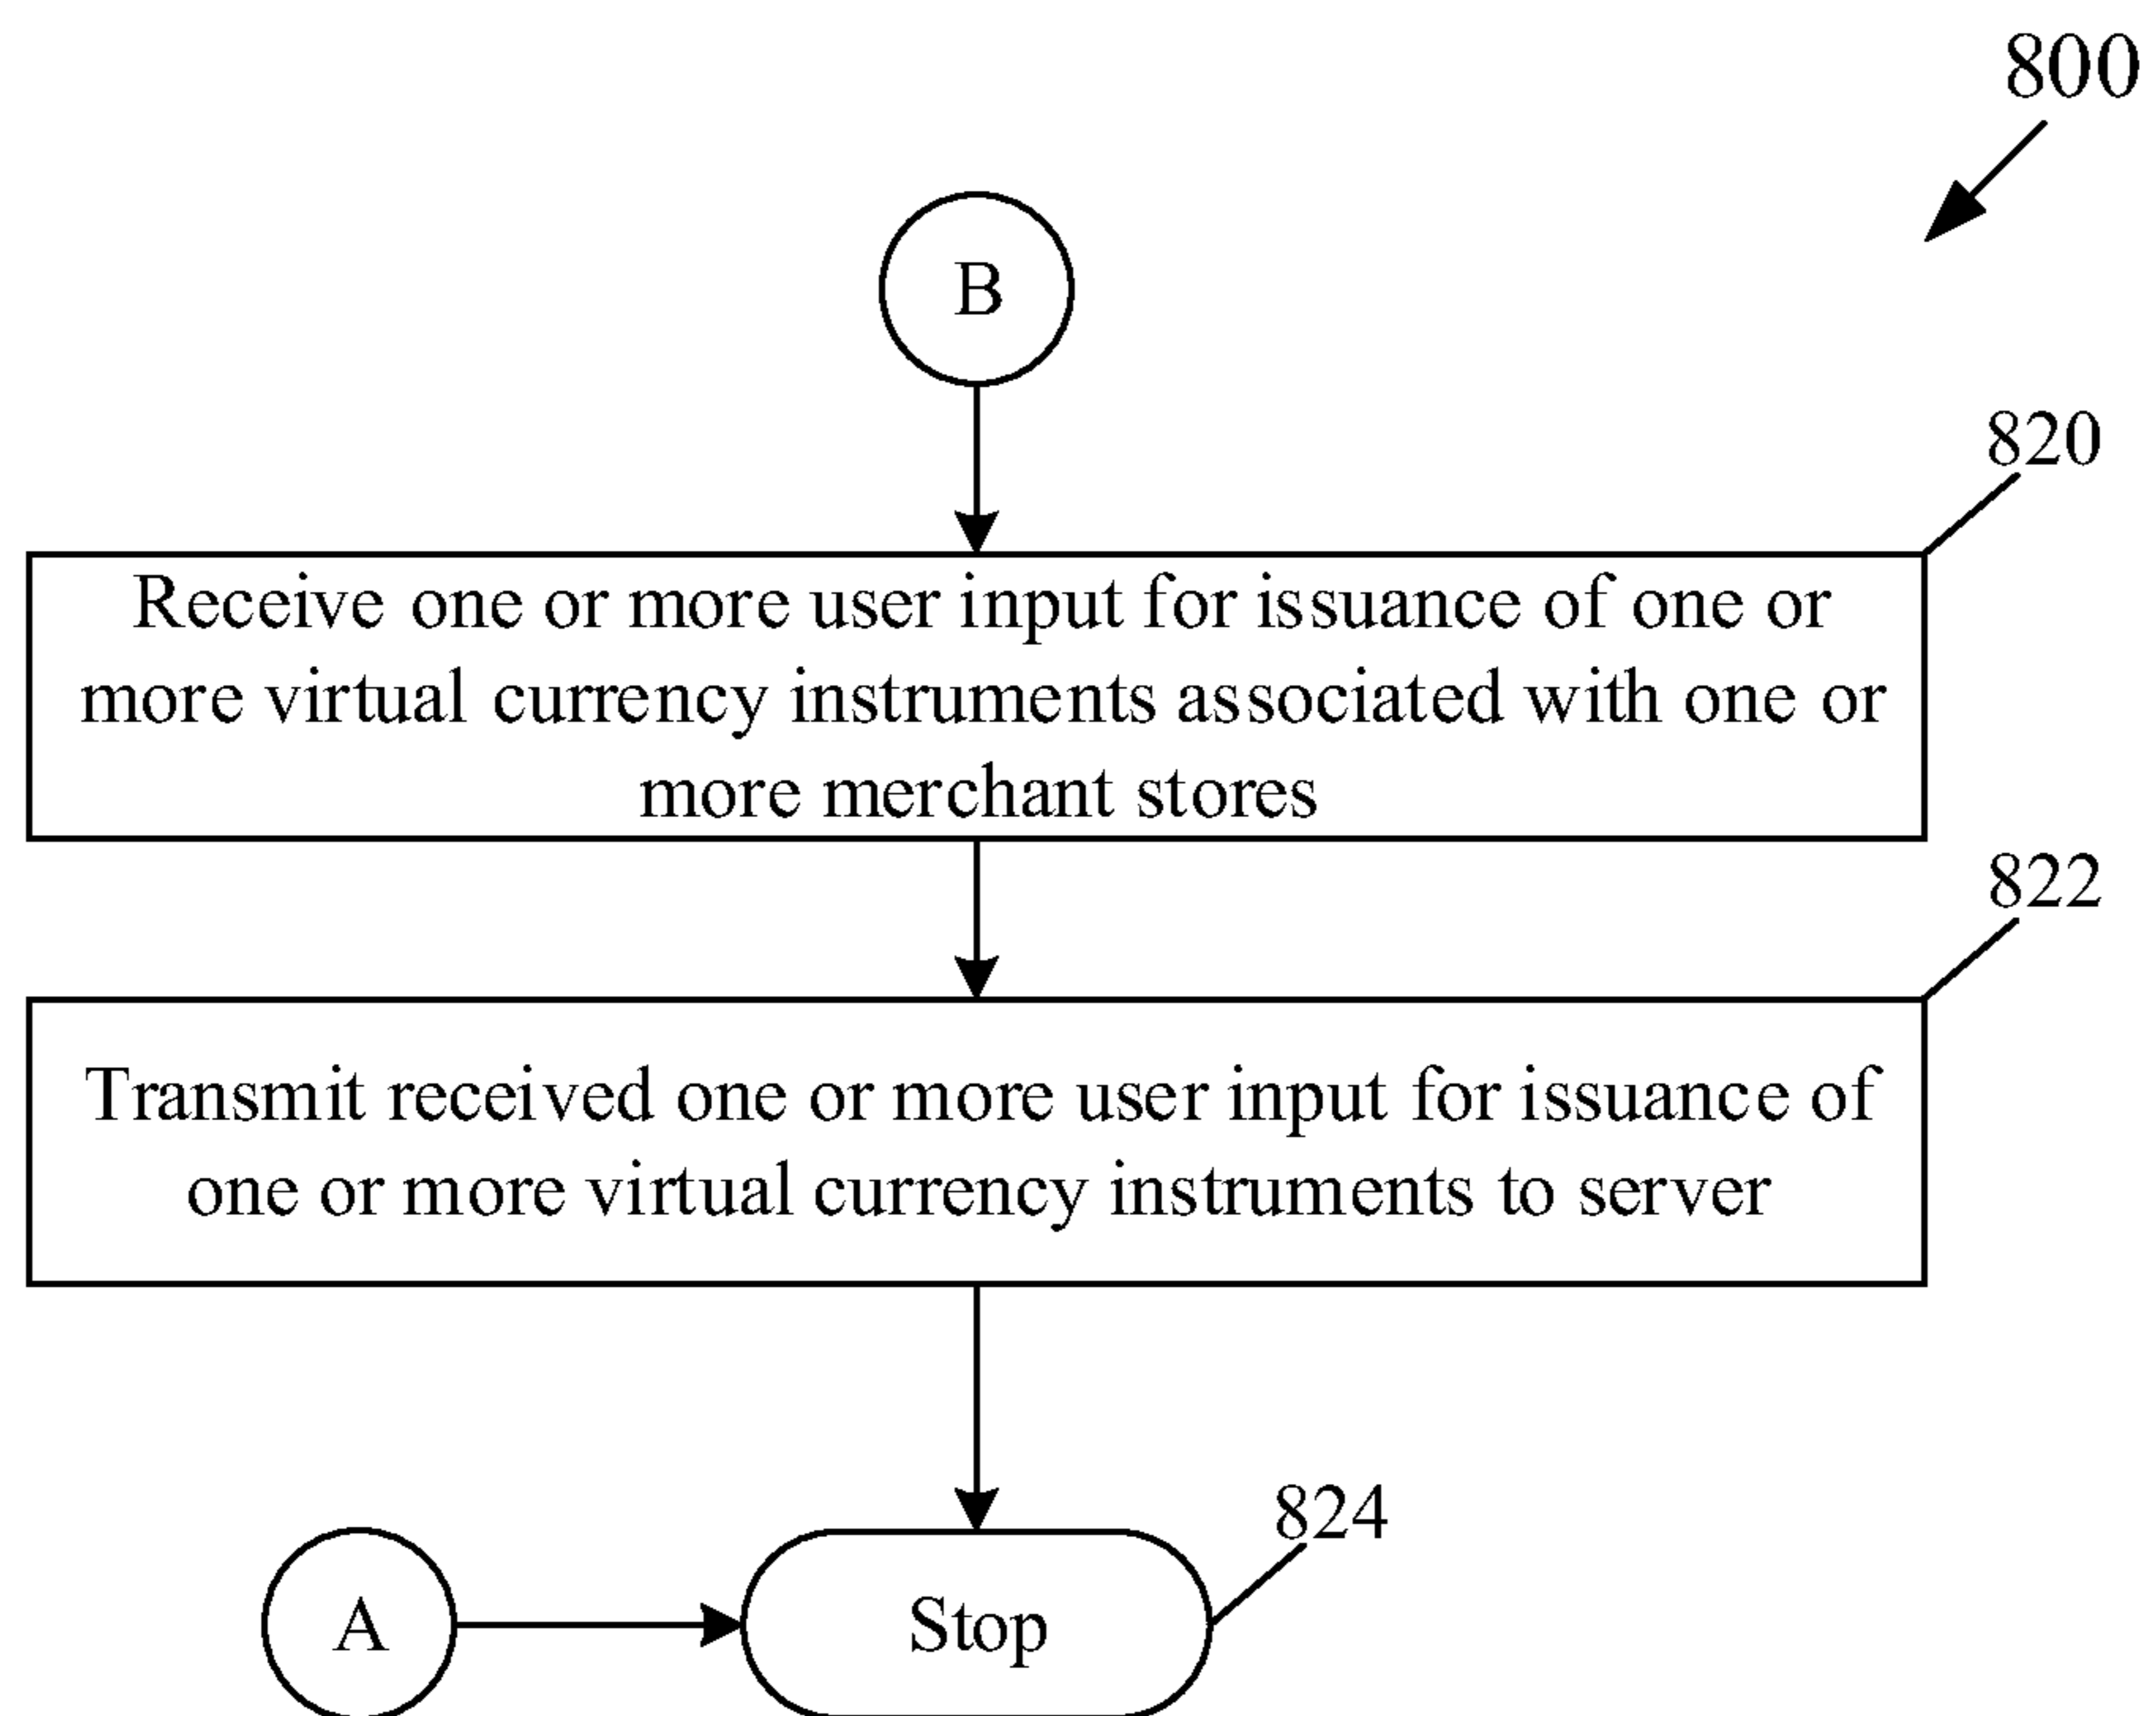 800
B
820
Receive one or more user input for issuance of one or
more virtual currency instruments associated with one or
more merchant stores
822
Transmit received one or more user input for issuance of
one or more virtual currency instruments to server
824
A
Stop